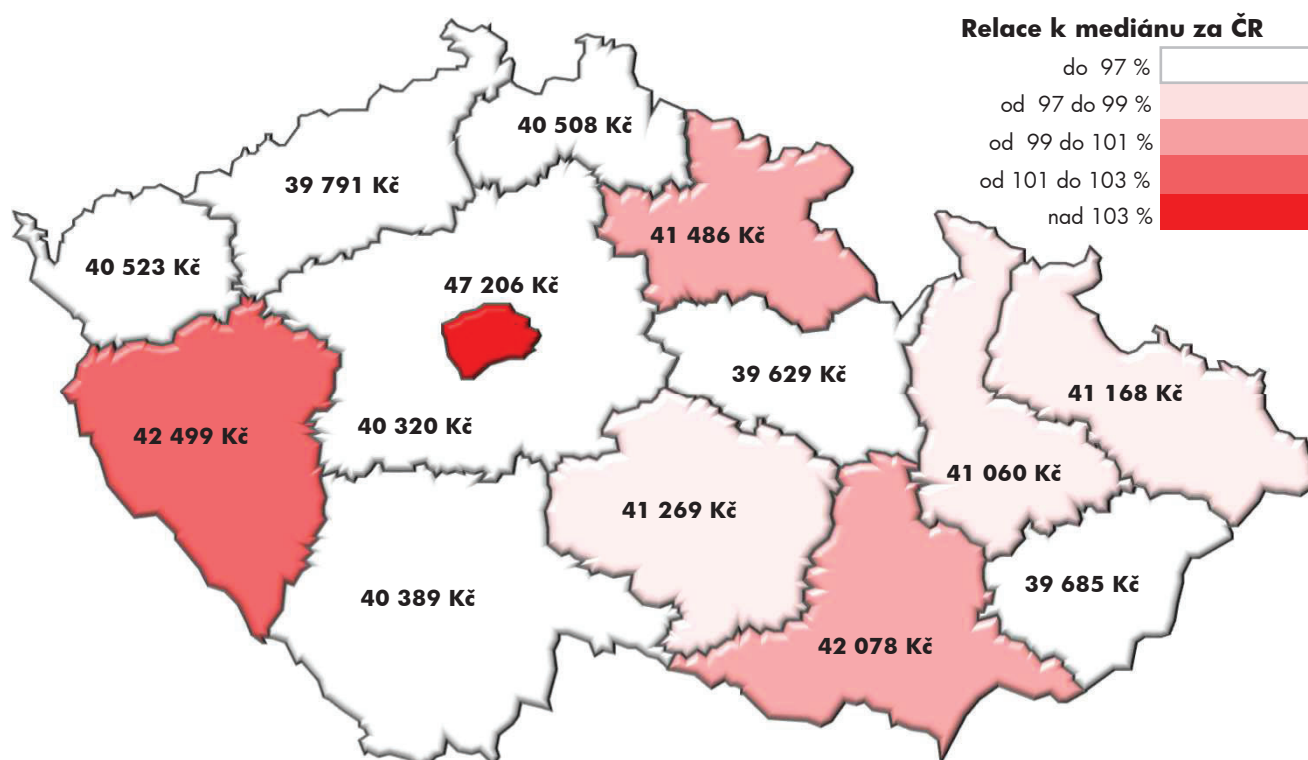 Relace k mediánu za ČR
do 97 %
od 97 do 99 %
od 99 do 101 %
od 101 do 103 %
nad 103 %
40 508 Kč
39 791 Kč
41 486 Kč
40 523 Kč
47 206 Kč
39 629 Kč
41 168 Kč
42 499 Kč
40 320 Kč
41 060 Kč
41 269 Kč
39 685 Kč
40 389 Kč
42 078 Kč